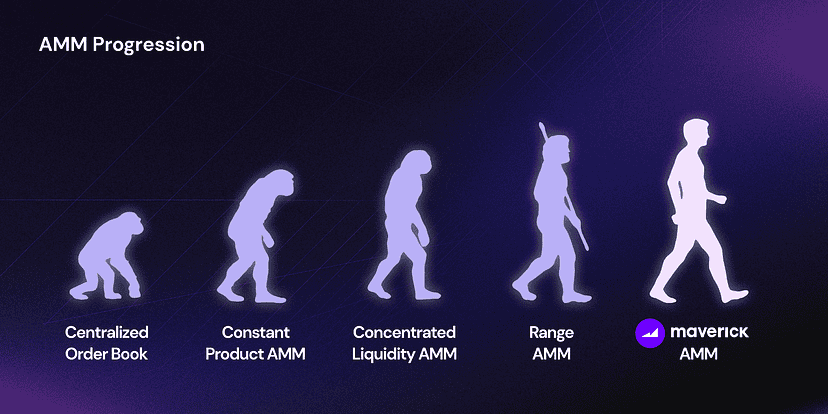 AMM Progression
Centralized
Order Book
Constant
Product AMM
Concentrated
Liquidity AMM
Range
AMM
maverick
AMM